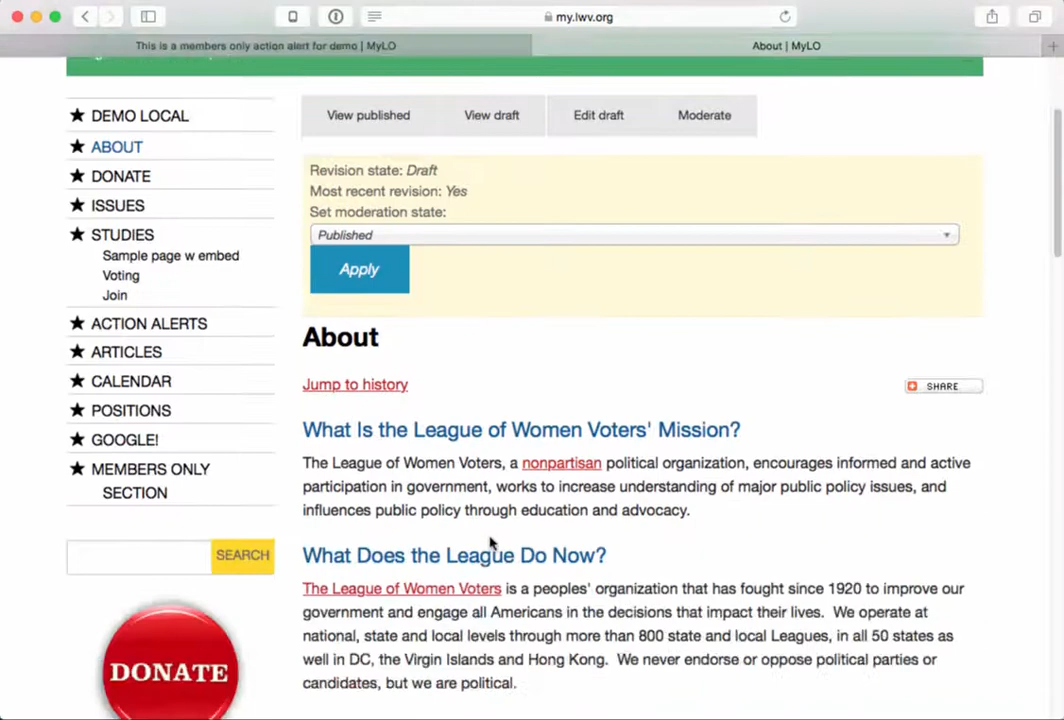 my.lwv.org
This is a members only action alert for demo | MyLO
About | MyLO
★ DEMO LOCAL
★ ABOUT
★ DONATE
★ ISSUES
★ STUDIES
Sample page w embed
Voting
Join
★ ACTION ALERTS
★ ARTICLES
★ CALENDAR
★ POSITIONS
★ GOOGLE!
★ MEMBERS ONLY
SECTION
SEARCH
DONATE
View published View draft Edit draft Moderate
Revision state: Draft
Most recent revision: Yes
Set moderation state:
Published
Apply
About
Jump to history
SHARE
What Is the League of Women Voters' Mission?
The League of Women Voters, a nonpartisan political organization, encourages informed and active
participation in government, works to increase understanding of major public policy issues, and
influences public policy through education and advocacy.
What Does the League Do Now?
The League of Women Voters is a peoples' organization that has fought since 1920 to improve our
government and engage all Americans in the decisions that impact their lives. We operate at
national, state and local levels through more than 800 state and local Leagues, in all 50 states as
well in DC, the Virgin Islands and Hong Kong. We never endorse or oppose political parties or
candidates, but we are political.